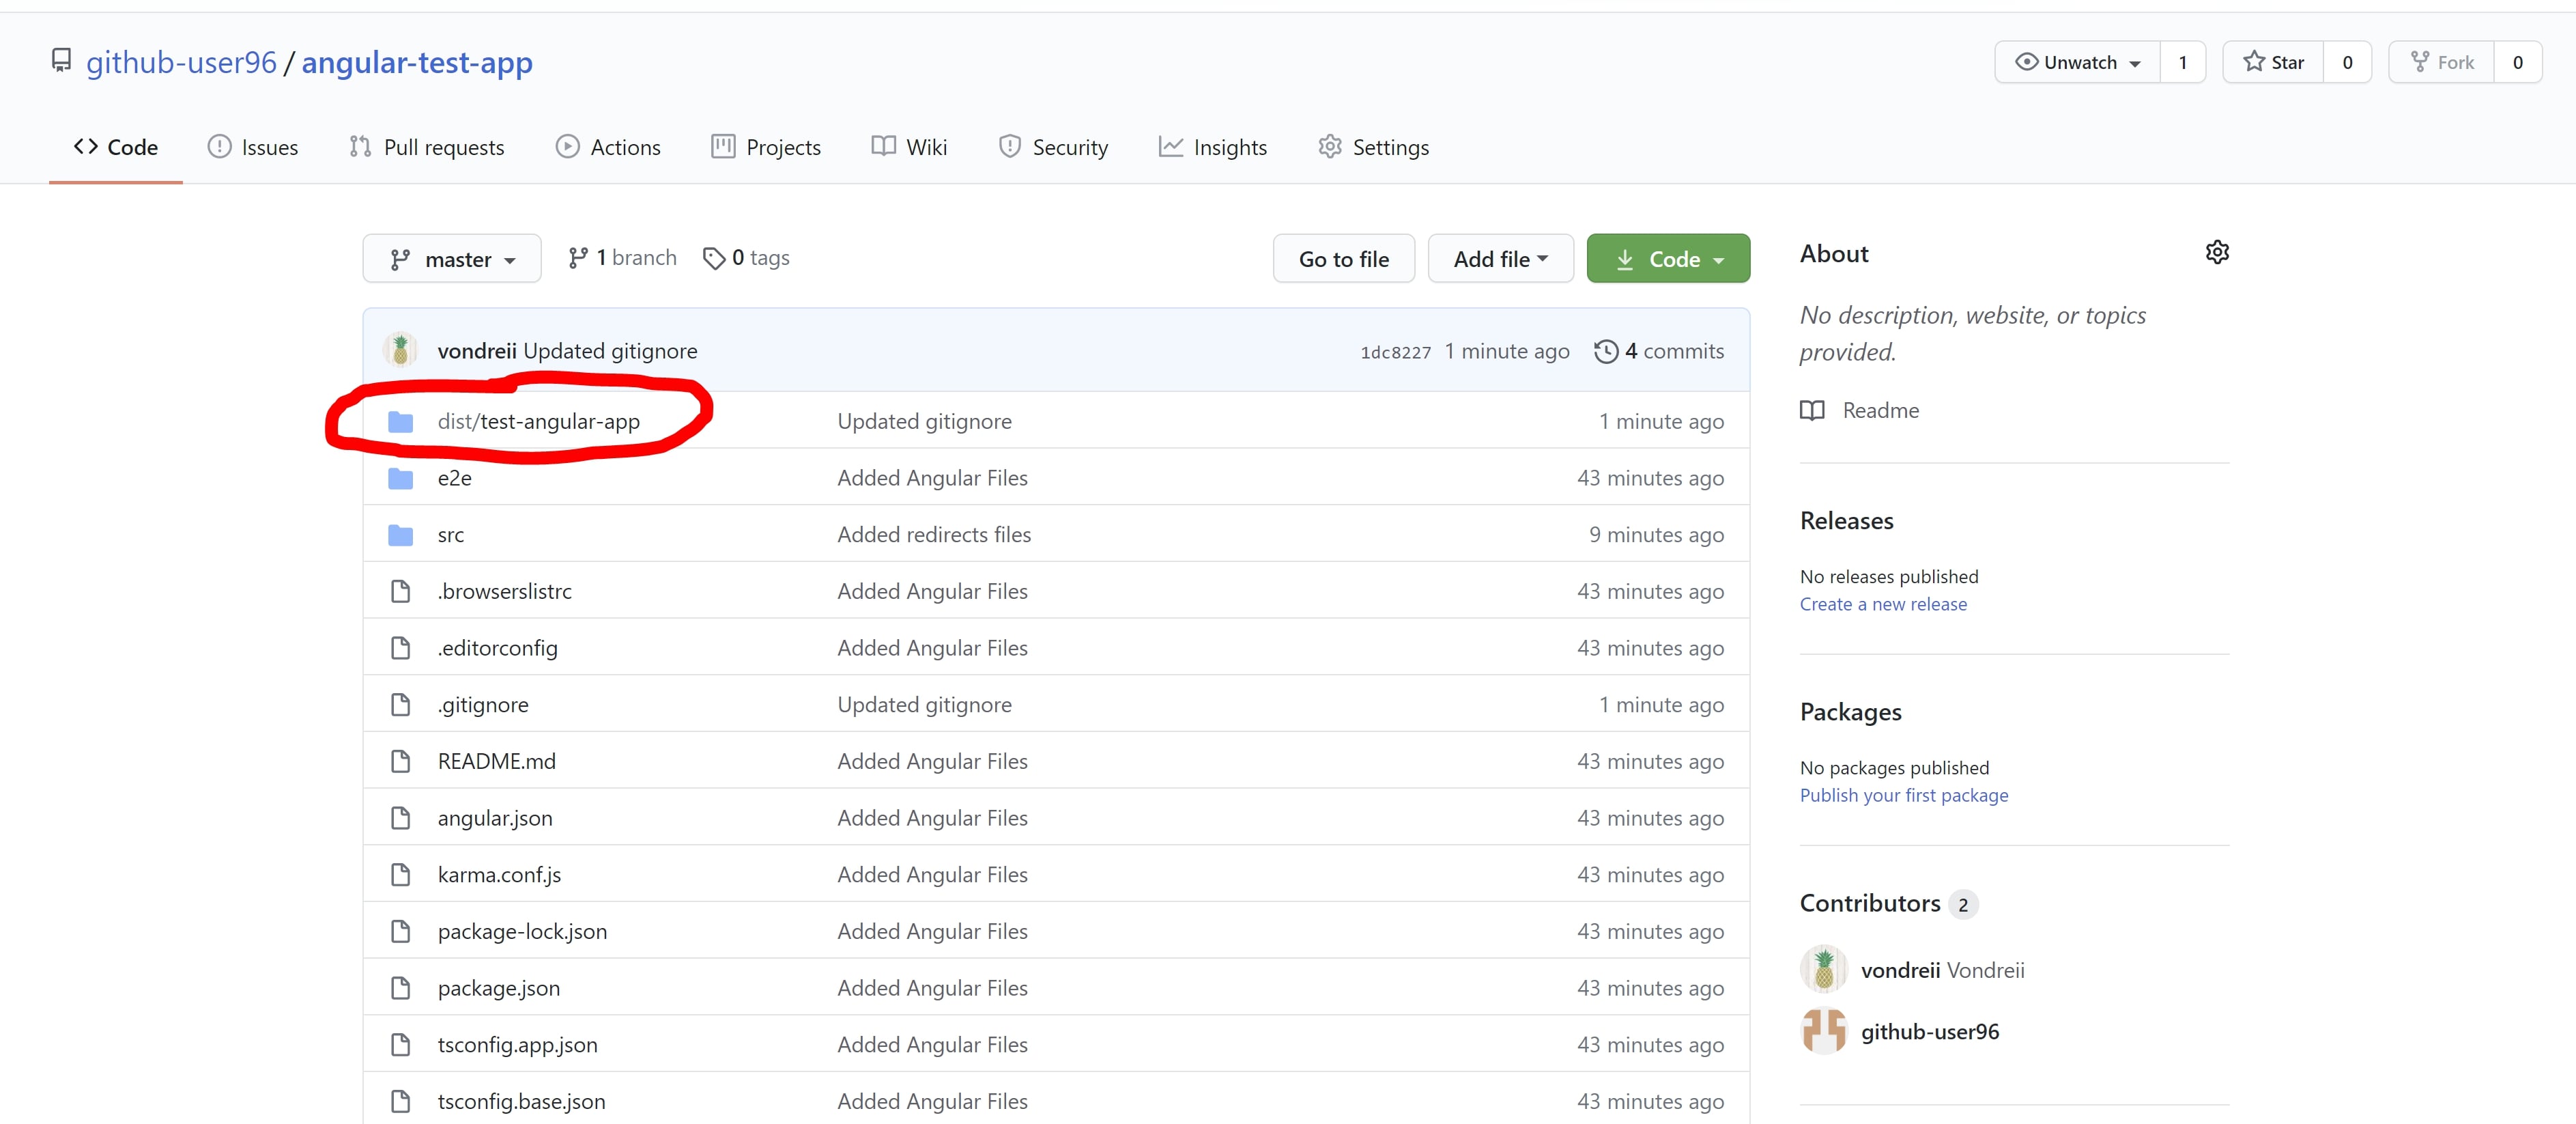 github-user96 / angular-test-app
Unwatch 1 Star 0 Fork 0
Code Issues Pull requests Actions Projects Wiki Security Insights Settings
master 1 branch 0 tags Go to file Add file Code
vondreii Updated gitignore 1dc8227 1 minute ago 4 commits
dist/test-angular-app Updated gitignore 1 minute ago
e2e Added Angular Files 43 minutes ago
src Added redirects files 9 minutes ago
.browserslistrc Added Angular Files 43 minutes ago
.editorconfig Added Angular Files 43 minutes ago
.gitignore Updated gitignore 1 minute ago
README.md Added Angular Files 43 minutes ago
angular.json Added Angular Files 43 minutes ago
karma.conf.js Added Angular Files 43 minutes ago
package-lock.json Added Angular Files 43 minutes ago
package.json Added Angular Files 43 minutes ago
tsconfig.app.json Added Angular Files 43 minutes ago
tsconfig.base.json Added Angular Files 43 minutes ago
About
No description, website, or topics
provided.
Readme
Releases
No releases published
Create a new release
Packages
No packages published
Publish your first package
Contributors 2
vondreii Vondreii
github-user96